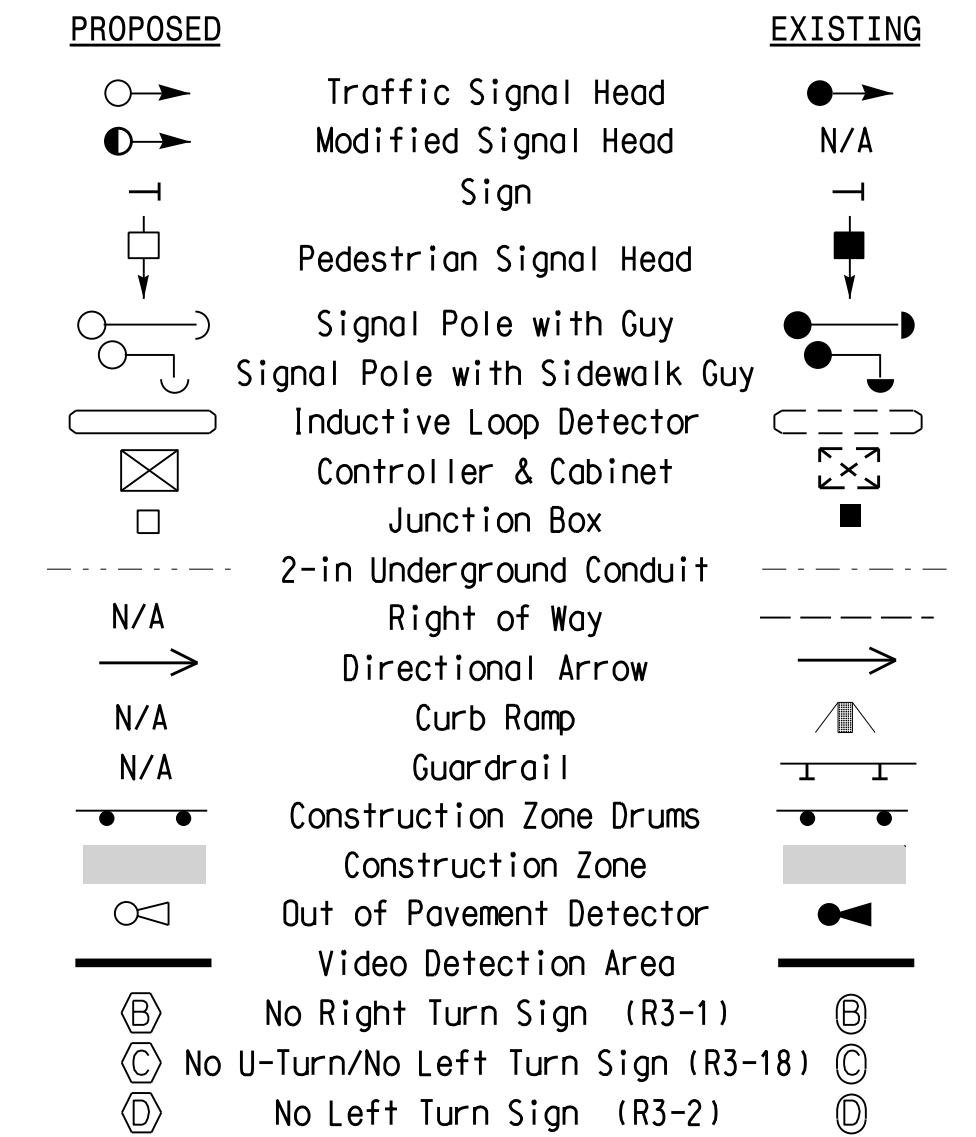 PROPOSED EXISTING
Traffic Signal Head
Modified Signal Head N/A
Sign
Pedestrian Signal Head
Signal Pole with Guy
Signal Pole with Sidewalk Guy
Inductive Loop Detector
Controller & Cabinet
Junction Box
2-in Underground Conduit
N/A Right of Way
Directional Arrow
N/A Curb Ramp
N/A Guardrail
Construction Zone Drums
Construction Zone
Out of Pavement Detector
Video Detection Area
B No Right Turn Sign (R3-1) B
C No U-Turn/No Left Turn Sign (R3-18) C
D No Left Turn Sign (R3-2) D